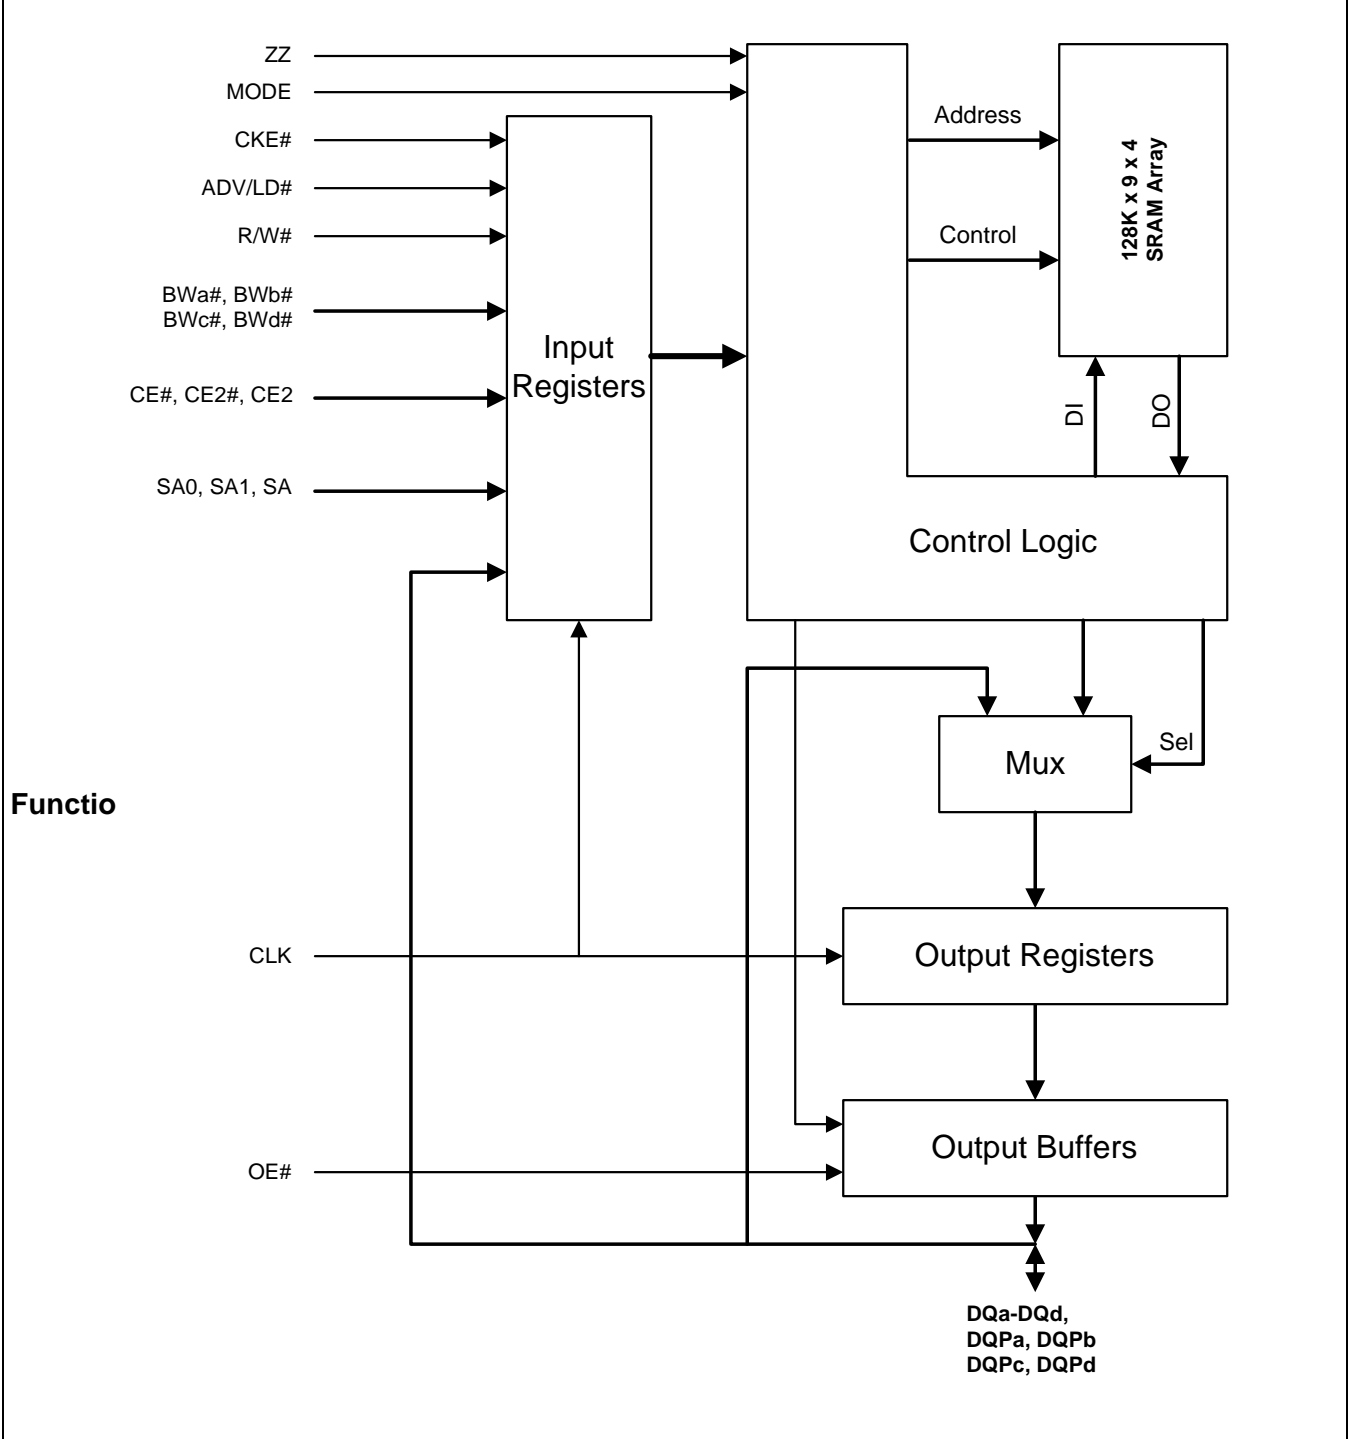 ZZ
MODE
CKE#
ADV/LD#
R/W#
BWa#, BWb#
BWc#, BWd#
CE#, CE2#, CE2
SA0, SA1, SA
Input
Registers
Address
Control
128K x 9 x 4
SRAM Array
DI
DO
Control Logic
Mux
Sel
Functio
CLK
Output Registers
Output Buffers
OE#
DQa-DQd,
DQPa, DQPb
DQPc, DQPd